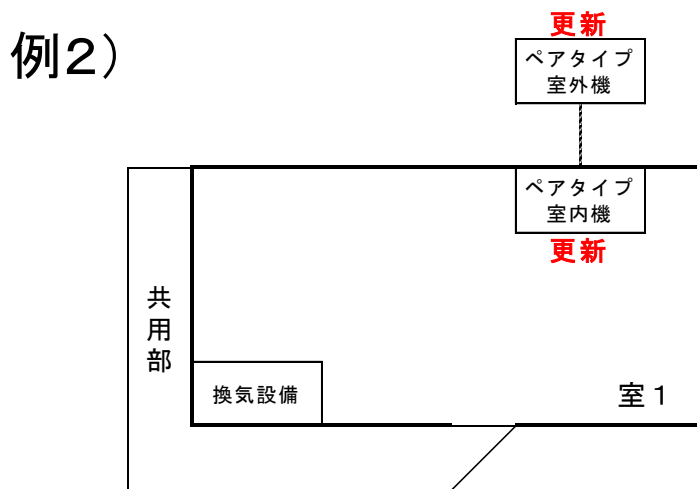 例2）
更新
ペアタイプ
室外機
ペアタイプ
室内機
更新
共用部
換気設備
室１